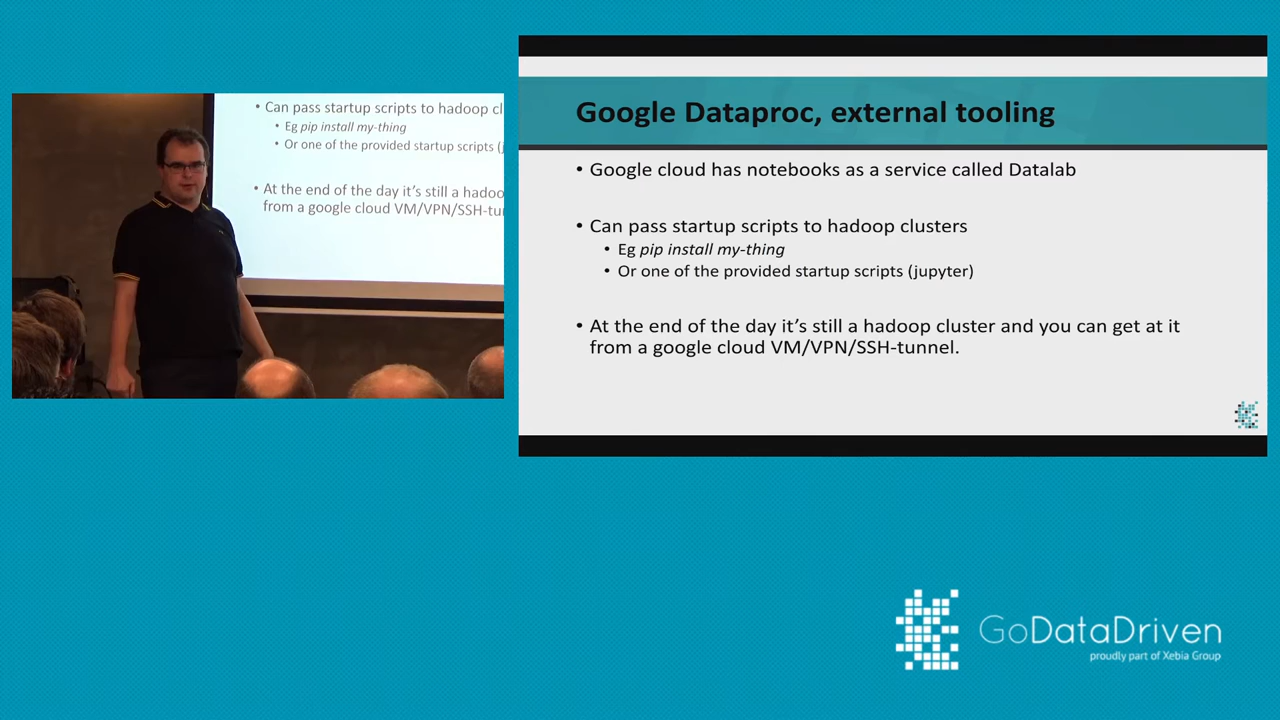 • Can pass startup scripts to hadoop cl
• Eg pip install my-thing
• Or one of the provided startup scripts (j
• At the end of the day it's still a hadoo
from a google cloud VM/VPN/SSH-tun
Google Dataproc, external tooling
• Google cloud has notebooks as a service called Datalab
• Can pass startup scripts to hadoop clusters
• Eg pip install my-thing
• Or one of the provided startup scripts (jupyter)
• At the end of the day it's still a hadoop cluster and you can get at it
from a google cloud VM/VPN/SSH-tunnel.
GoDataDriven
proudly part of Xebia Group